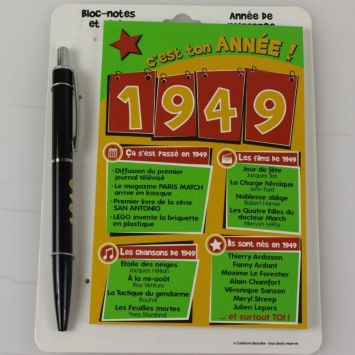 Bloc-notes
et
Année de
c'est ton ANNÉE !
1949
Ça s'est passé en 1949
• Diffusion du premier
journal télévisé
• Le magazine PARIS MATCH
arrive en kiosque
• Premier livre de la série
SAN ANTONIO
• LEGO invente la briquette
en plastique
Les films de 1949
Jour de fête
Jacques Tati
La Charge héroïque
John Ford
Noblesse oblige
Robert Hamer
Les Quatre Filles du
docteur March
Mervyn LeRoy
Les chansons de 1949
Etoile des neiges
Jacques Hélian
À la mi-août
Ray Ventura
La Tactique du gendarme
Bourvil
Les Feuilles mortes
Yves Montand
Ils sont nés en 1949
Thierry Ardisson
Fanny Ardant
Maxime Le Forestier
Alain Chamfort
Véronique Sanson
Meryl Streep
Julien Lepers
... et surtout TOI !